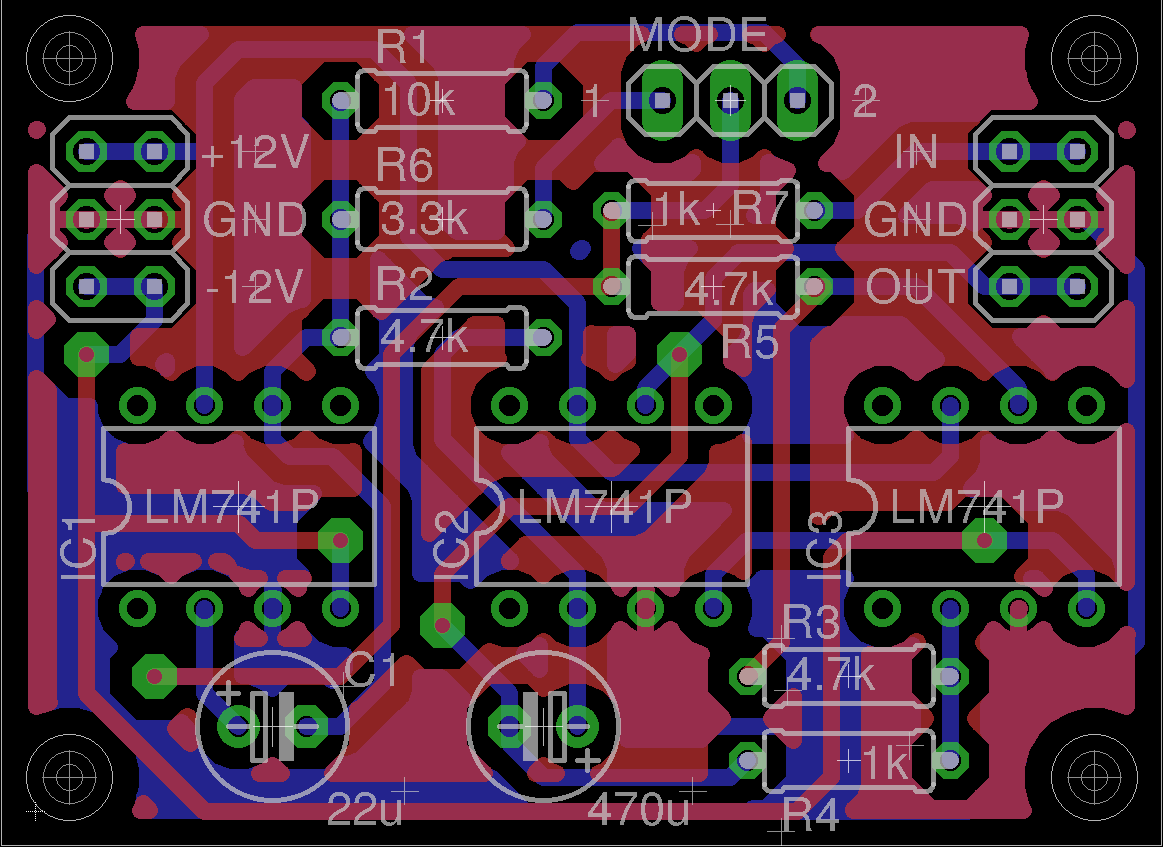 MODE
R1
10k
1
2
+12V
IN
R6
GND
3.3k
1k
R7
GND
-12V
R2
4.7k
OUT
4.7k
R5
LM741P
LM741P
LM741P
IC1
IC2
IC3
R3
C1
4.7k
+
+
1k
22u
470u
R4